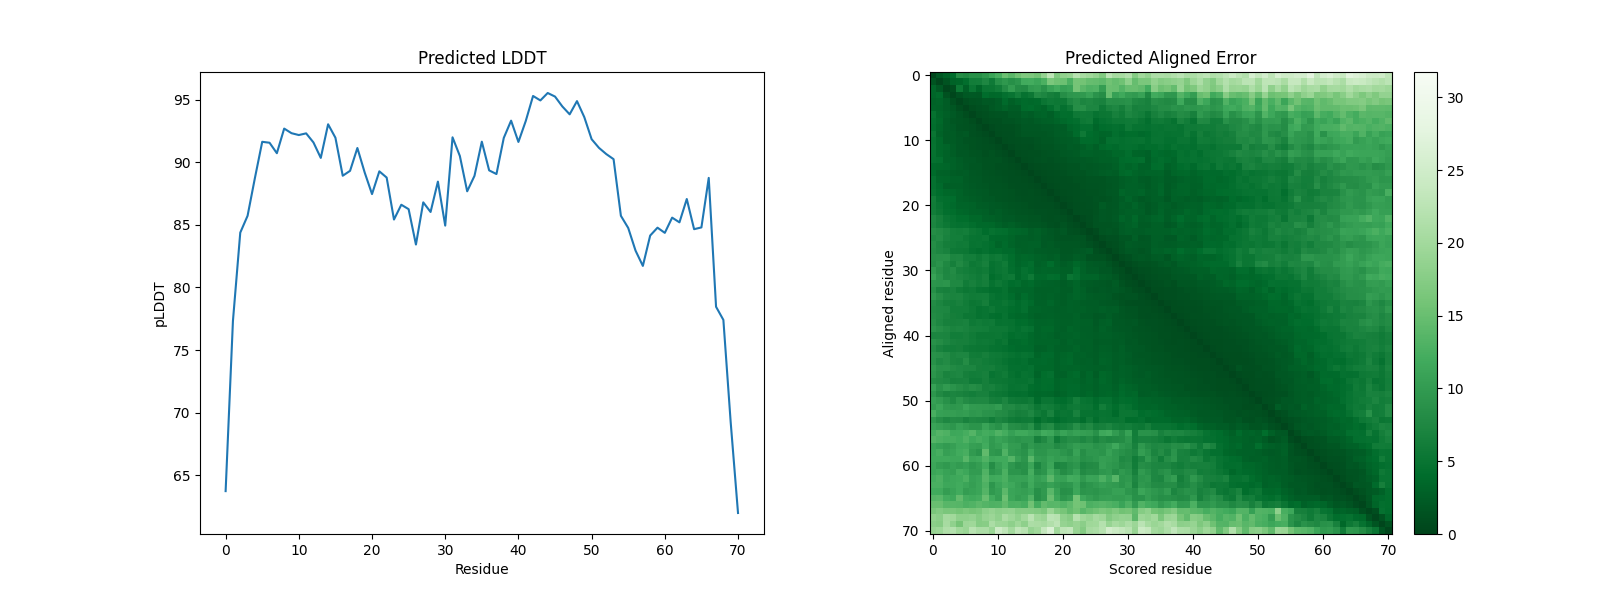 Predicted LDDT
95
90
85
80
75
70
65
pLDDT
0 10 20 30 40 50 60 70
Residue
Predicted Aligned Error
0
10
20
30
40
50
60
70
Aligned residue
0 10 20 30 40 50 60 70
Scored residue
30
25
20
15
10
5
0